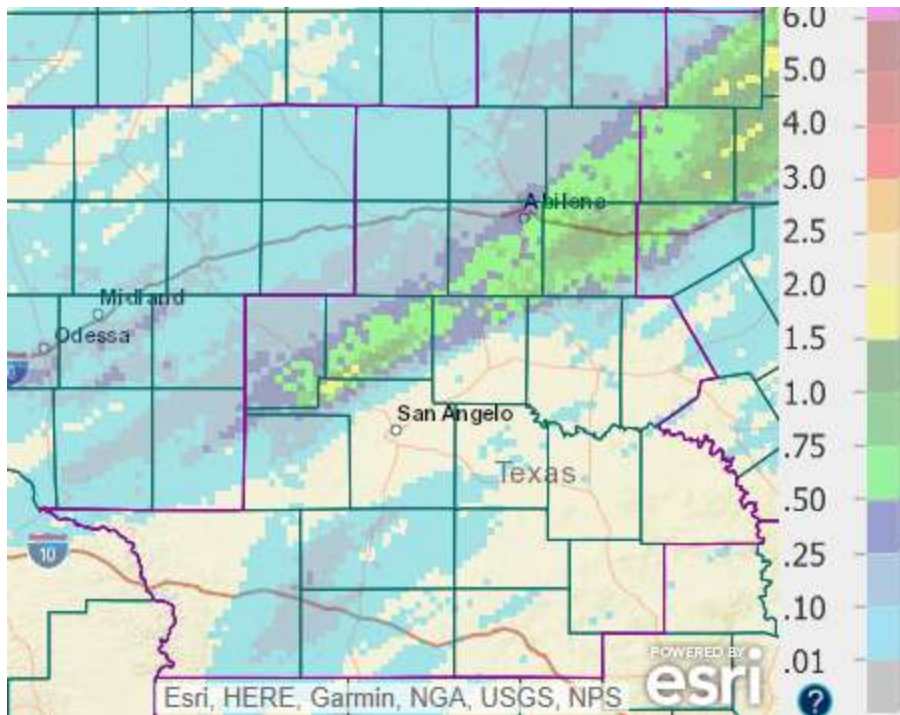 6.0
5.0
4.0
3.0
2.5
2.0
1.5
1.0
.75
.50
.25
.10
.01
Abilene
Midland
Odessa
San Angelo
Texas
10
POWERED BY
esri
Esri, HERE, Garmin, NGA, USGS, NPS
?